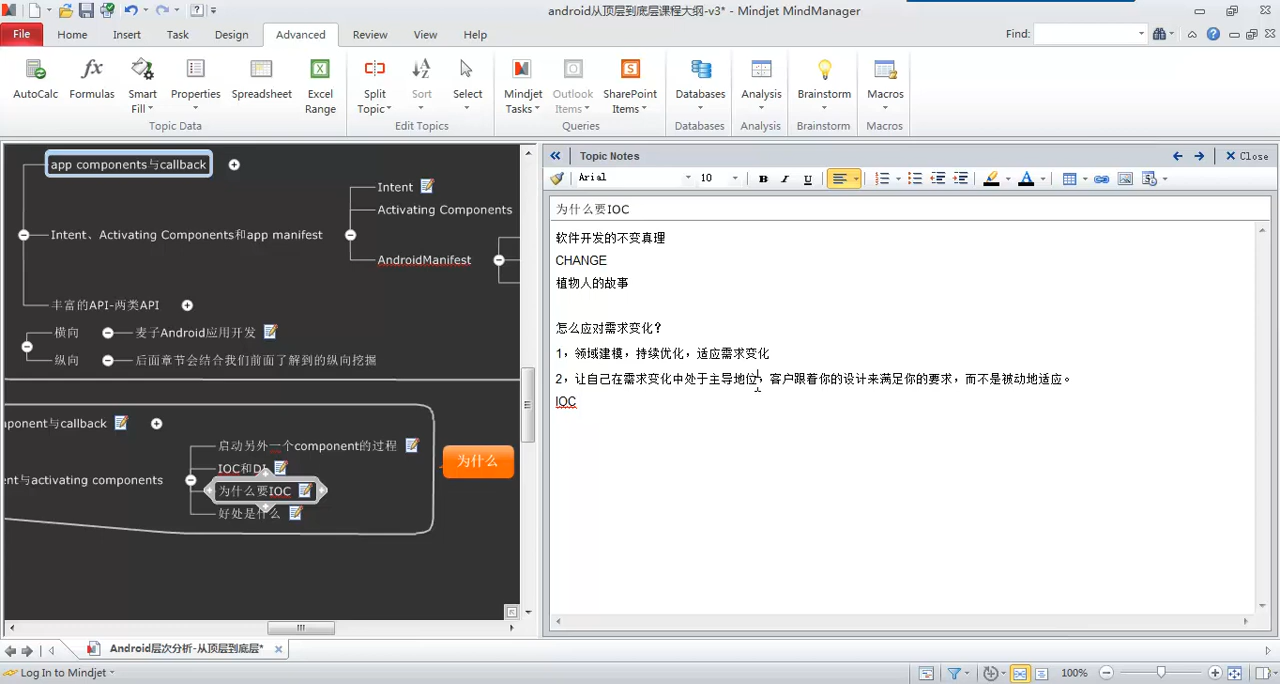 android从顶层到底层课程大纲-v3* - Mindjet MindManager
File Home Insert Task Design Advanced Review View Help Find:
AutoCalc Formulas Smart Fill Properties Spreadsheet Excel Range Split Topic Sort Select Mindjet Tasks Outlook Items SharePoint Items Databases Analysis Brainstorm Macros
Topic Data Edit Topics Queries Databases Analysis Brainstorm Macros
app components与callback
Intent
Activating Components
Intent、Activating Components和app manifest
AndroidManifest
丰富的API-两类API
横向 麦子Android应用开发
纵向 后面章节会结合我们前面了解到的纵向挖掘
ponent与callback
启动另外一个component的过程
为什么
IOC和DI
nt与activating components
为什么要IOC
好处是什么
Topic Notes Close
Arial 10 B I U
为什么要IOC
软件开发的不变真理
CHANGE
植物人的故事
怎么应对需求变化?
1，领域建模，持续优化，适应需求变化
2，让自己在需求变化中处于主导地位，客户跟着你的设计来满足你的要求，而不是被动地适应。
IOC
Android层次分析-从顶层到底层*
Log In to Mindjet 100%